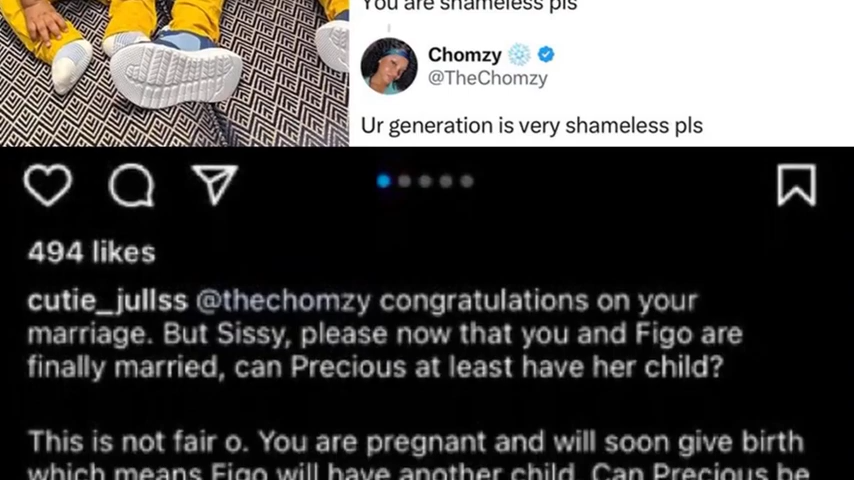 You are shameless pls
Chomzy
@TheChomzy
Ur generation is very shameless pls
494 likes
cutie_jullss @thechomzy congratulations on your
marriage. But Sissy, please now that you and Figo are
finally married, can Precious at least have her child?
This is not fair o. You are pregnant and will soon give birth
which means Figo will have another child. Can Precious be